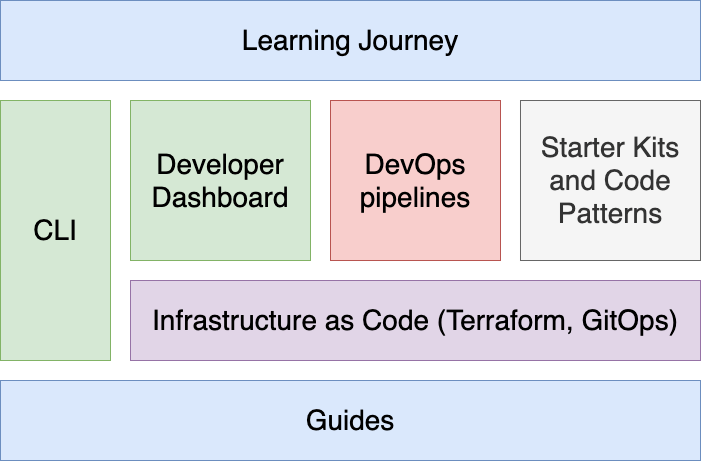 Learning Journey
CLI
Developer
Dashboard
DevOps
pipelines
Starter Kits
and Code
Patterns
Infrastructure as Code (Terraform, GitOps)
Guides